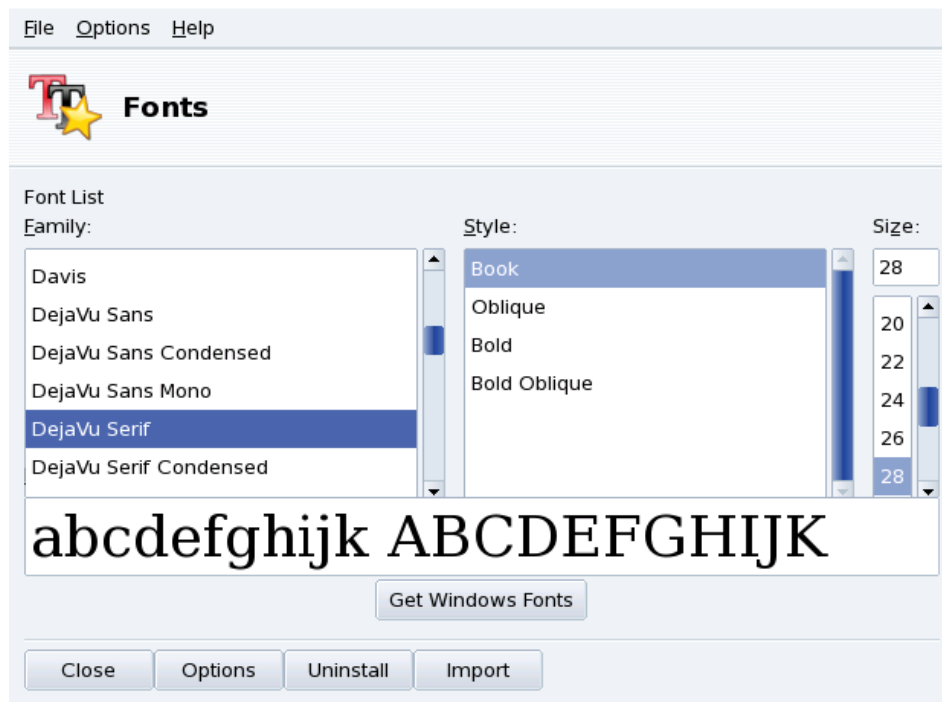 File Options Help
Fonts
Font List
Family: Style: Size:
Davis
DejaVu Sans
DejaVu Sans Condensed
DejaVu Sans Mono
DejaVu Serif
DejaVu Serif Condensed
Book
Oblique
Bold
Bold Oblique
28
20
22
24
26
28
abcdefghijk ABCDEFGHIJK
Get Windows Fonts
Close Options Uninstall Import